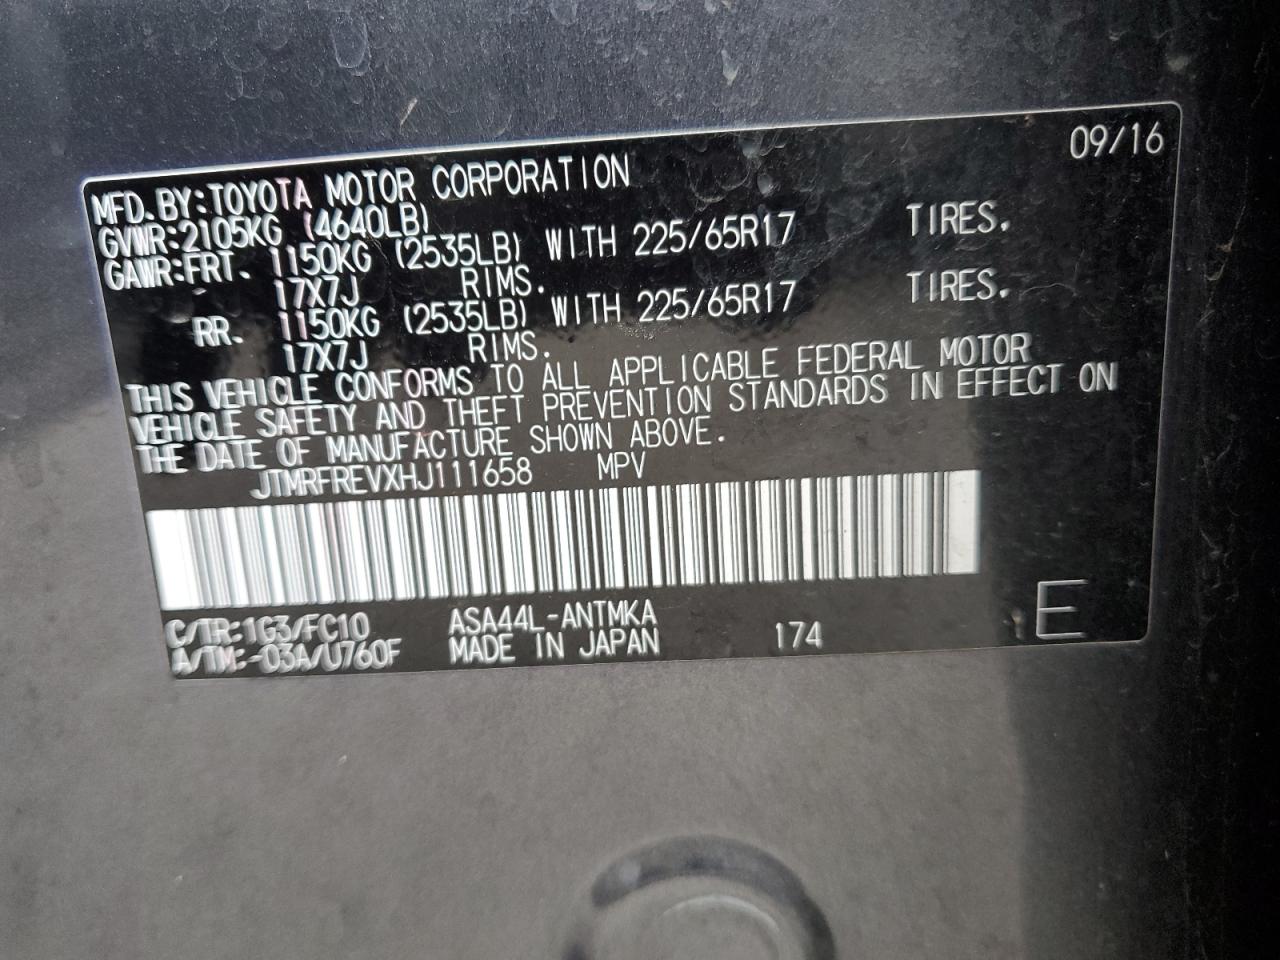 09/16
MFD. BY: TOYOTA MOTOR CORPORATION
GVWR: 2105KG (4640LB)
GAWR: FRT. 1150KG (2535LB) WITH 225/65R17 TIRES.
17X7J RIMS.
RR. 1150KG (2535LB) WITH 225/65R17 TIRES.
17X7J RIMS.
THIS VEHICLE CONFORMS TO ALL APPLICABLE FEDERAL MOTOR
VEHICLE SAFETY AND THEFT PREVENTION STANDARDS IN EFFECT ON
THE DATE OF MANUFACTURE SHOWN ABOVE.
JTMRFREVXHJ111658 MPV
C/TR: 1G3/FC10 ASA44L-ANTMKA
A/TM: -03A/U760F MADE IN JAPAN 174 E